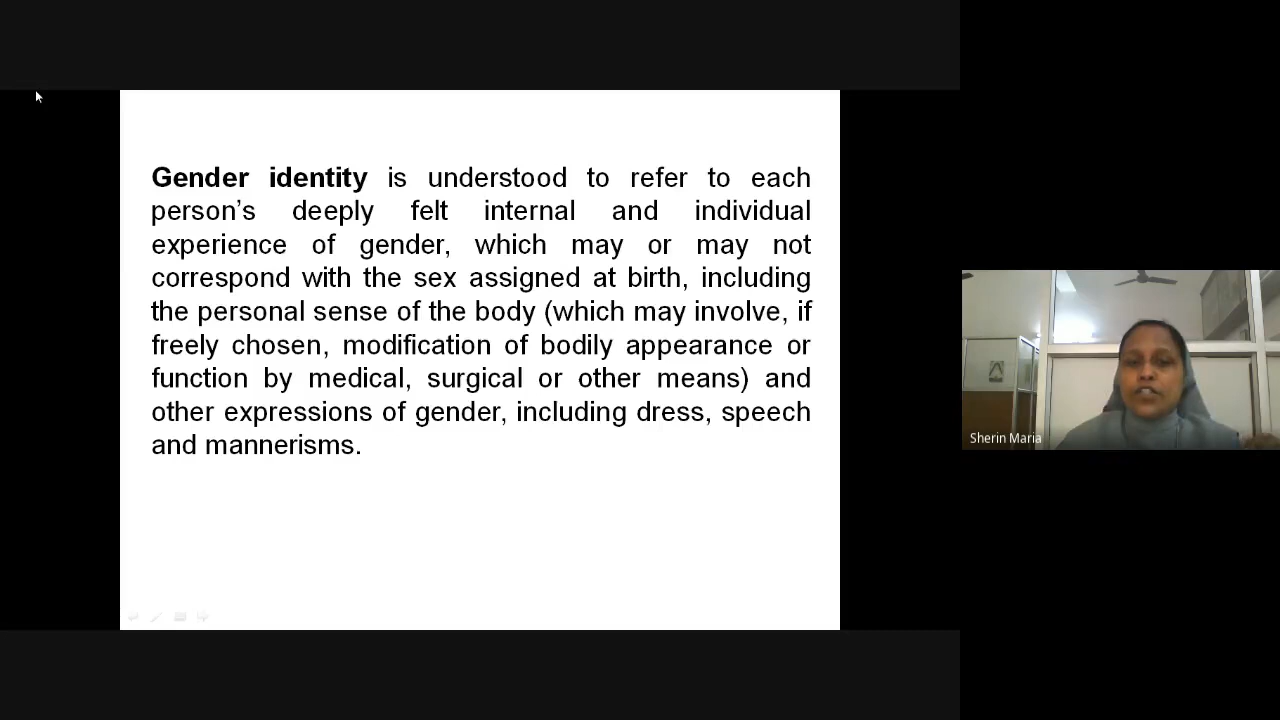 Gender identity is understood to refer to each
person’s deeply felt internal and individual
experience of gender, which may or may not
correspond with the sex assigned at birth, including
the personal sense of the body (which may involve, if
freely chosen, modification of bodily appearance or
function by medical, surgical or other means) and
other expressions of gender, including dress, speech
and mannerisms.
Sherin Maria